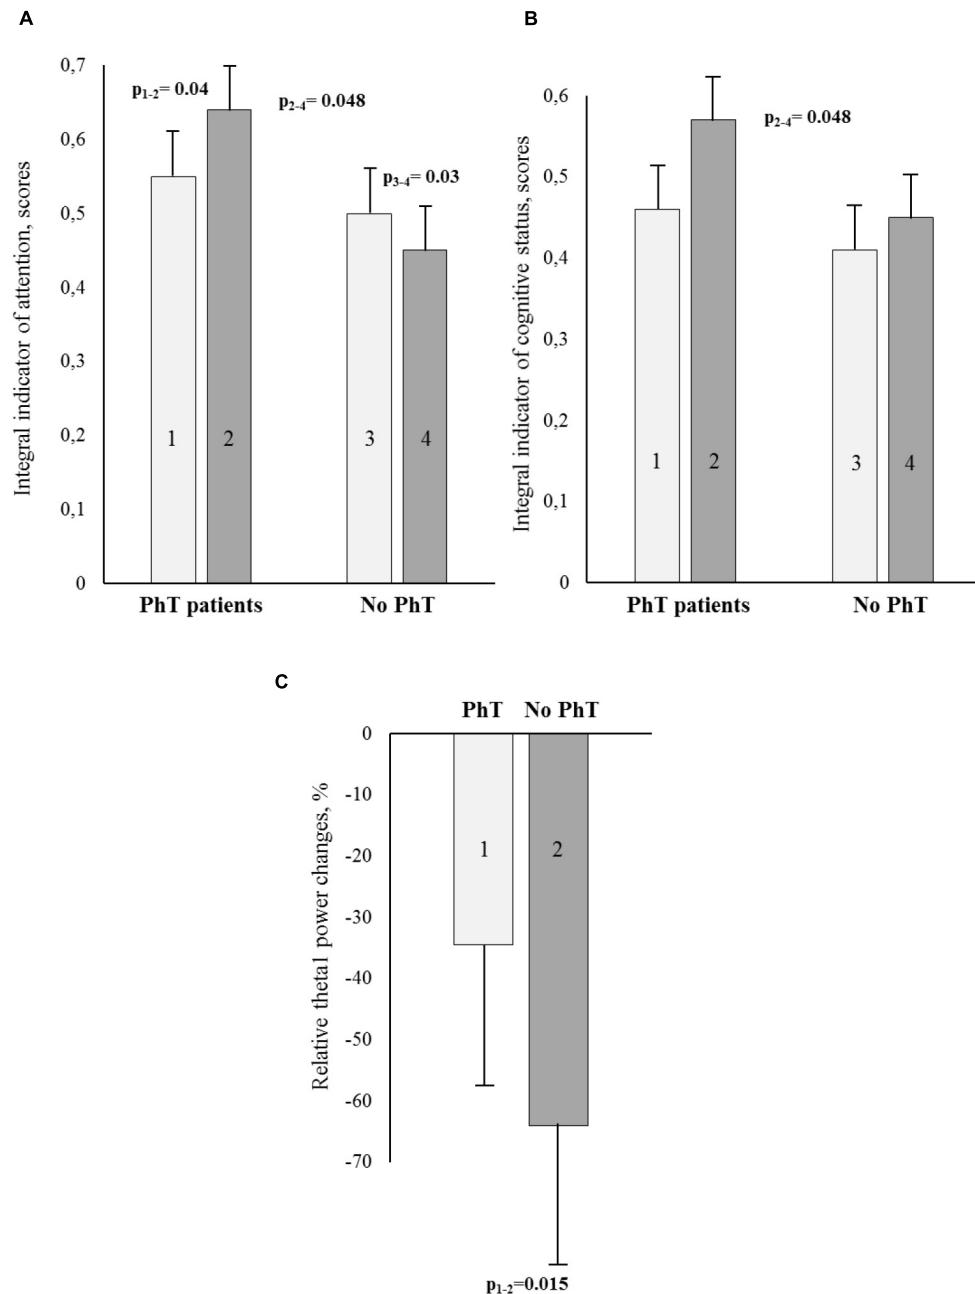 A
Integral indicator of attention, scores
0,7
0,6
0,5
0,4
0,3
0,2
0,1
0
p1-2= 0.04
p2-4= 0.048
p3-4= 0.03
1
2
3
4
PhT patients
No PhT
B
Integral indicator of cognitive status, scores
0,6
0,5
0,4
0,3
0,2
0,1
0
p2-4= 0.048
1
2
3
4
PhT patients
No PhT
C
PhT
No PhT
Relative theta1 power changes, %
0
-10
-20
-30
-40
-50
-60
-70
1
2
p1-2=0.015